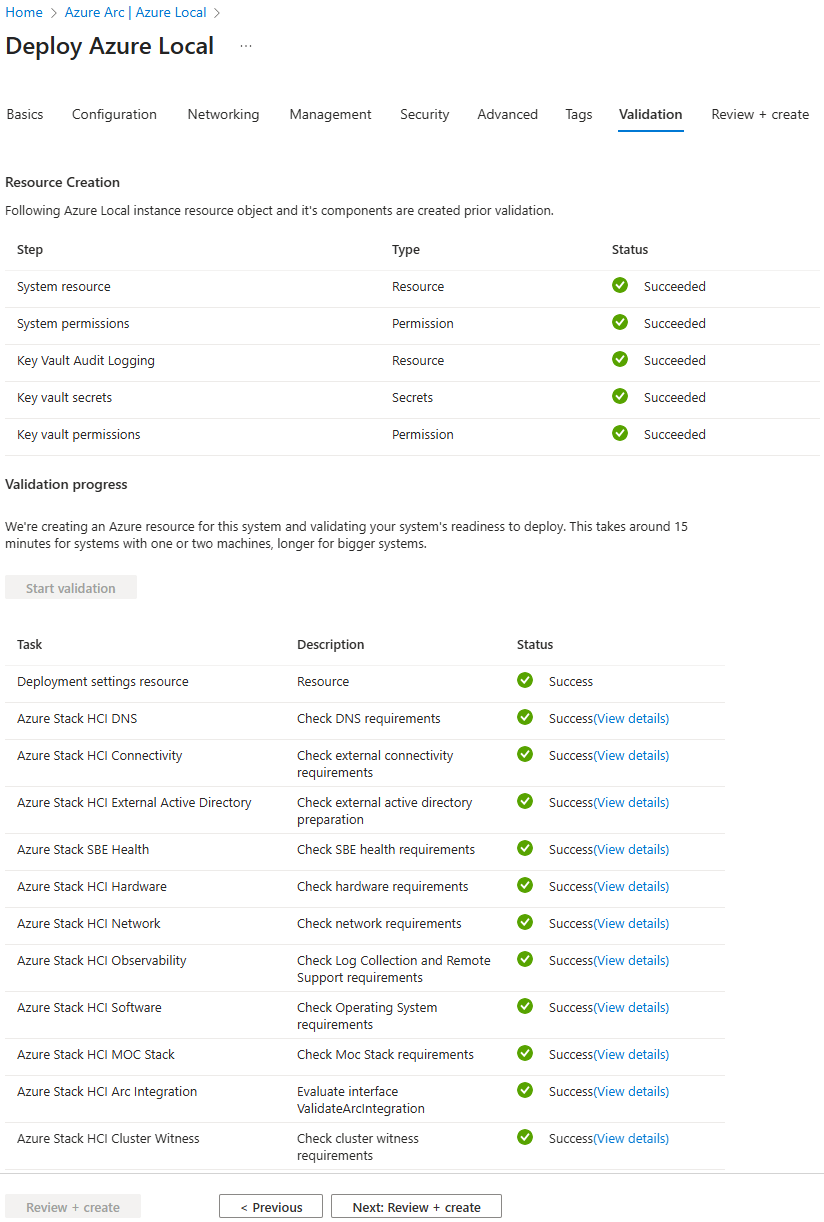 Home > Azure Arc | Azure Local >
Deploy Azure Local ...
Basics Configuration Networking Management Security Advanced Tags Validation Review + create
Resource Creation
Following Azure Local instance resource object and it's components are created prior validation.
Step Type Status
System resource Resource Succeeded
System permissions Permission Succeeded
Key Vault Audit Logging Resource Succeeded
Key vault secrets Secrets Succeeded
Key vault permissions Permission Succeeded
Validation progress
We're creating an Azure resource for this system and validating your system's readiness to deploy. This takes around 15
minutes for systems with one or two machines, longer for bigger systems.
Start validation
Task Description Status
Deployment settings resource Resource Success
Azure Stack HCI DNS Check DNS requirements Success(View details)
Azure Stack HCI Connectivity Check external connectivity Success(View details)
requirements
Azure Stack HCI External Active Directory Check external active directory Success(View details)
preparation
Azure Stack SBE Health Check SBE health requirements Success(View details)
Azure Stack HCI Hardware Check hardware requirements Success(View details)
Azure Stack HCI Network Check network requirements Success(View details)
Azure Stack HCI Observability Check Log Collection and Remote Success(View details)
Support requirements
Azure Stack HCI Software Check Operating System Success(View details)
requirements
Azure Stack HCI MOC Stack Check Moc Stack requirements Success(View details)
Azure Stack HCI Arc Integration Evaluate interface Success(View details)
ValidateArcIntegration
Azure Stack HCI Cluster Witness Check cluster witness Success(View details)
requirements
Review + create < Previous Next: Review + create